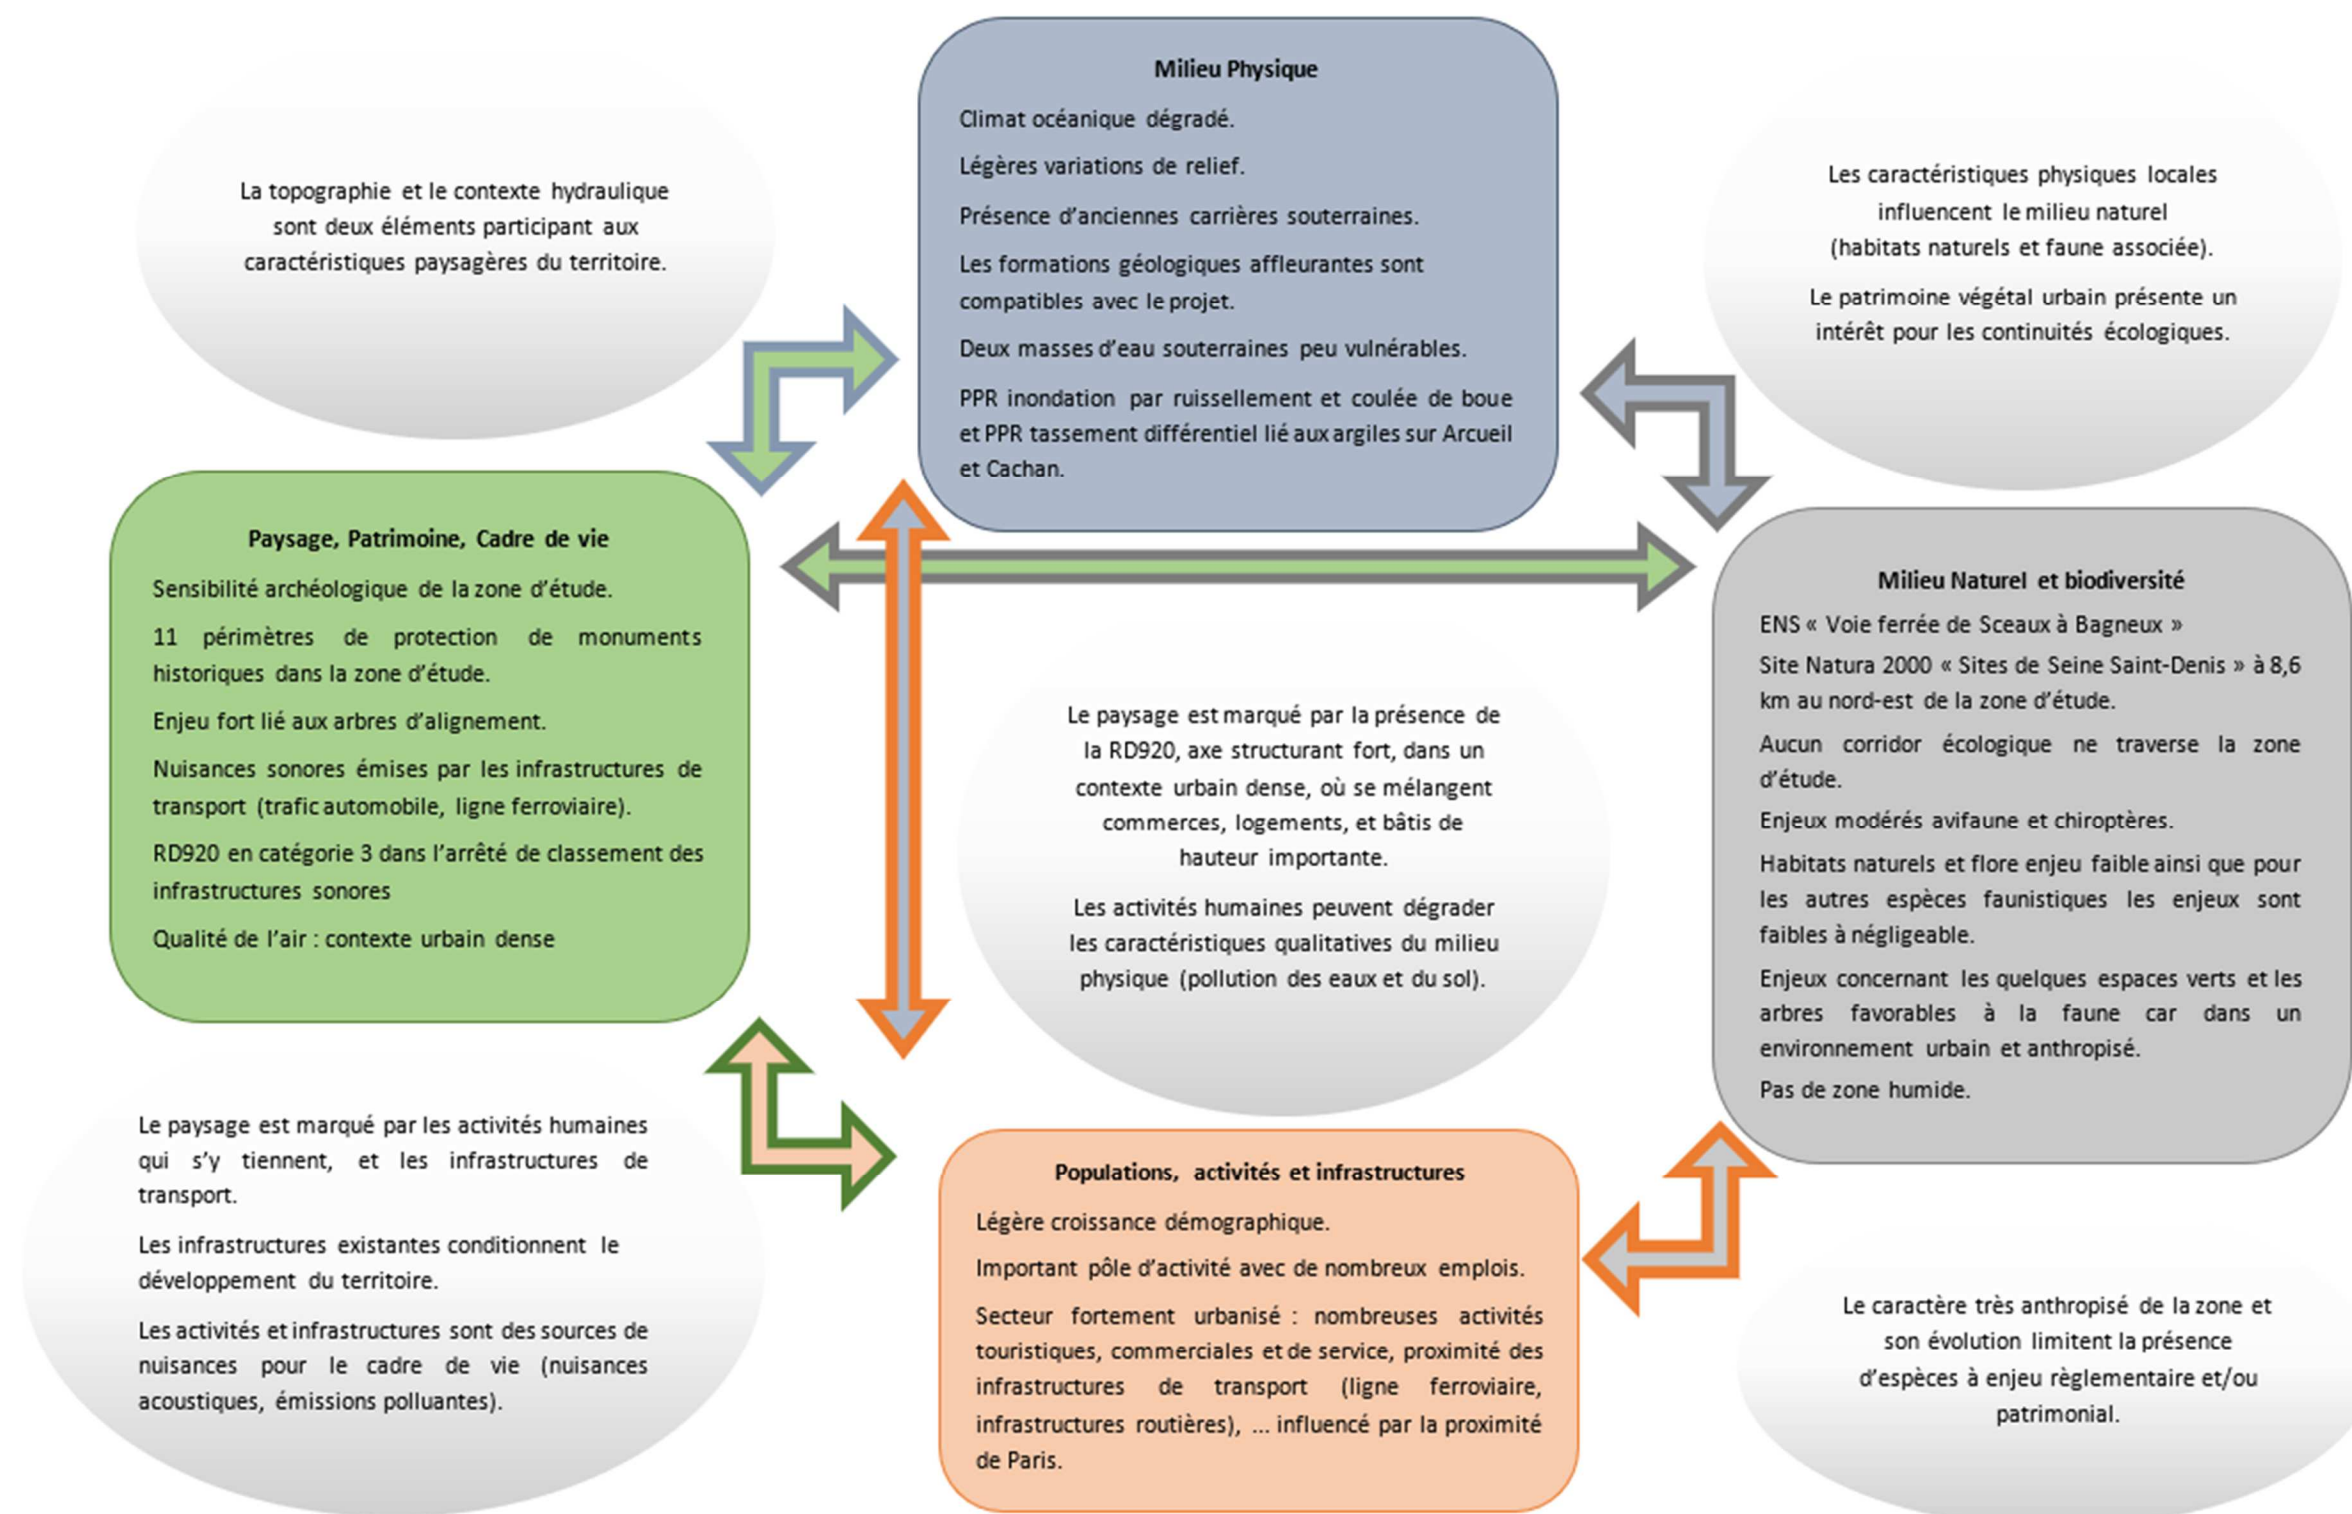 Milieu Physique
Climat océanique dégradé.
Légères variations de relief.
Présence d'anciennes carrières souterraines.
Les formations géologiques affleurantes sont
compatibles avec le projet.
Deux masses d'eau souterraines peu vulnérables.
PPR inondation par ruissellement et coulée de boue
et PPR tassement différentiel lié aux argiles sur Arcueil
et Cachan.
La topographie et le contexte hydraulique
sont deux éléments participant aux
caractéristiques paysagères du territoire.
Les caractéristiques physiques locales
influencent le milieu naturel
(habitats naturels et faune associée).
Le patrimoine végétal urbain présente un
intérêt pour les continuités écologiques.
Paysage, Patrimoine, Cadre de vie
Sensibilité archéologique de la zone d'étude.
11 périmètres de protection de monuments
historiques dans la zone d'étude.
Enjeu fort lié aux arbres d'alignement.
Nuisances sonores émises par les infrastructures de
transport (trafic automobile, ligne ferroviaire).
RD920 en catégorie 3 dans l'arrêté de classement des
infrastructures sonores
Qualité de l'air : contexte urbain dense
Le paysage est marqué par la présence de
la RD920, axe structurant fort, dans un
contexte urbain dense, où se mélangent
commerces, logements, et bâtis de
hauteur importante.
Les activités humaines peuvent dégrader
les caractéristiques qualitatives du milieu
physique (pollution des eaux et du sol).
Milieu Naturel et biodiversité
ENS « Voie ferrée de Sceaux à Bagneux »
Site Natura 2000 « Sites de Seine Saint-Denis » à 8,6
km au nord-est de la zone d'étude.
Aucun corridor écologique ne traverse la zone
d'étude.
Enjeux modérés avifaune et chiroptères.
Habitats naturels et flore enjeu faible ainsi que pour
les autres espèces faunistiques les enjeux sont
faibles à négligeable.
Enjeux concernant les quelques espaces verts et les
arbres favorables à la faune car dans un
environnement urbain et anthropisé.
Pas de zone humide.
Le paysage est marqué par les activités humaines
qui s'y tiennent, et les infrastructures de
transport.
Les infrastructures existantes conditionnent le
développement du territoire.
Les activités et infrastructures sont des sources de
nuisances pour le cadre de vie (nuisances
acoustiques, émissions polluantes).
Populations, activités et infrastructures
Légère croissance démographique.
Important pôle d'activité avec de nombreux emplois.
Secteur fortement urbanisé : nombreuses activités
touristiques, commerciales et de service, proximité des
infrastructures de transport (ligne ferroviaire,
infrastructures routières), ... influencé par la proximité
de Paris.
Le caractère très anthropisé de la zone et
son évolution limitent la présence
d'espèces à enjeu règlementaire et/ou
patrimonial.